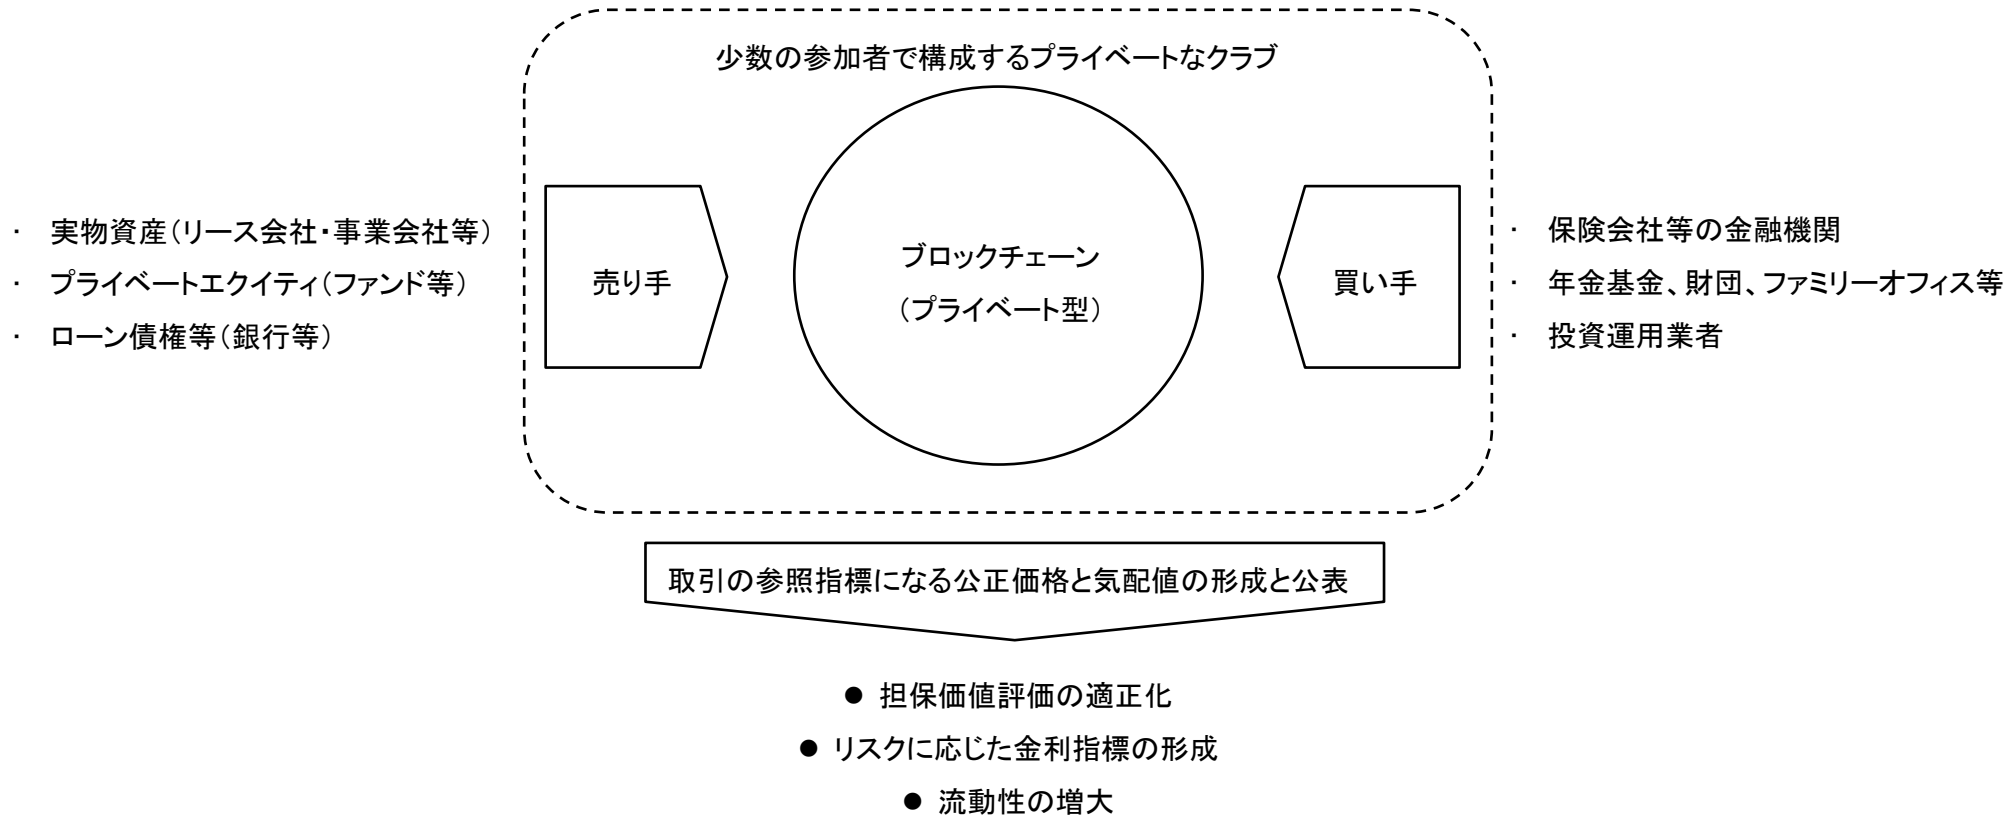 少数の参加者で構成するプライベートなクラブ
・ 実物資産(リース会社・事業会社等)
・ プライベートエクイティ(ファンド等)
・ ローン債権等(銀行等)
売り手
ブロックチェーン
(プライベート型)
買い手
・ 保険会社等の金融機関
・ 年金基金、財団、ファミリーオフィス等
・ 投資運用業者
取引の参照指標になる公正価格と気配値の形成と公表
● 担保価値評価の適正化
● リスクに応じた金利指標の形成
● 流動性の増大